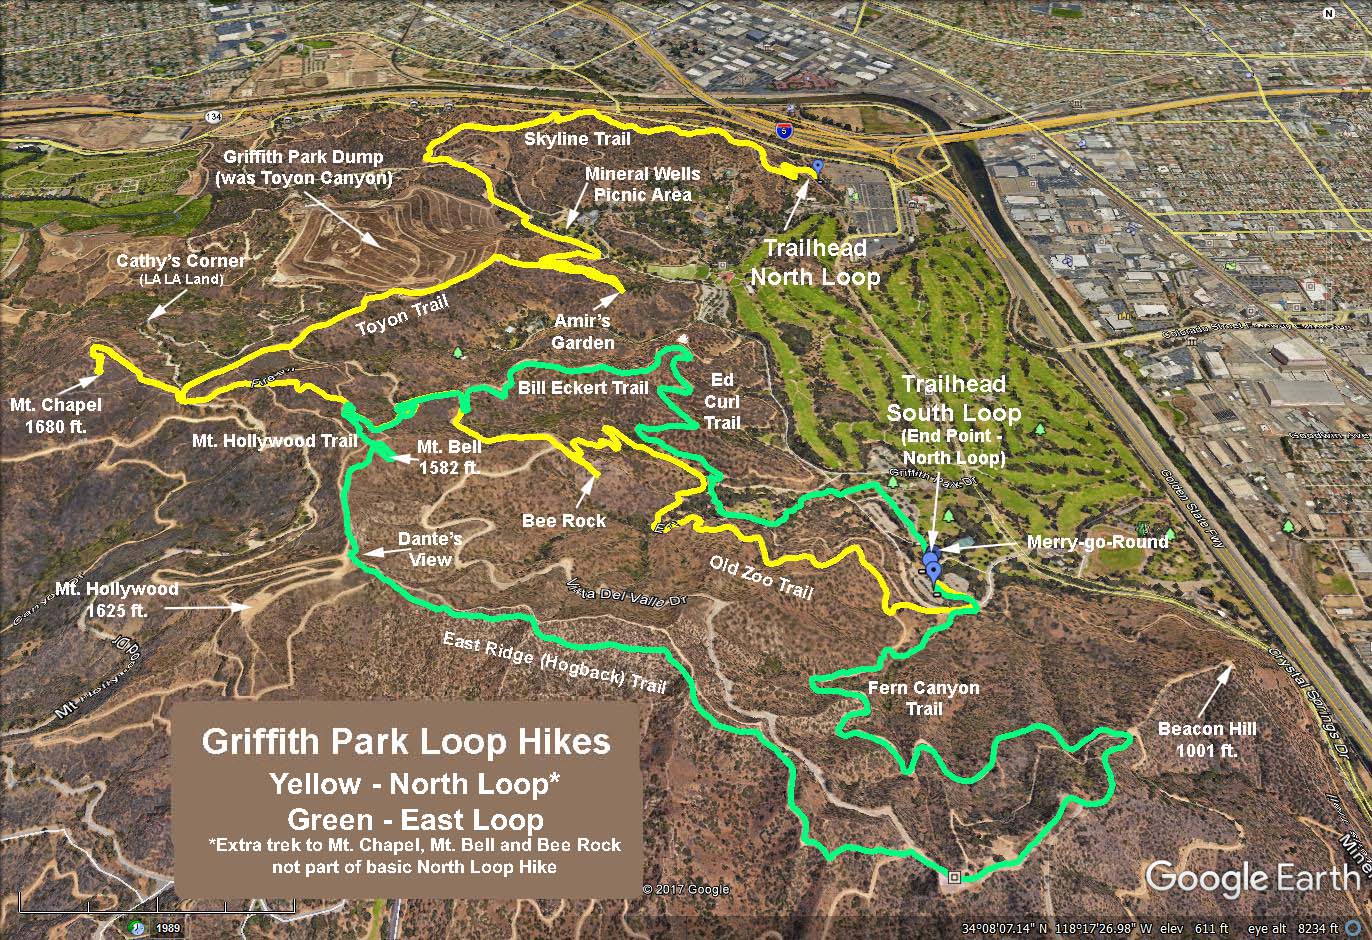 N
134
5
Skyline Trail
Griffith Park Dump
(was Toyon Canyon)
Mineral Wells
Picnic Area
Trailhead
North Loop
Cathy's Corner
(LA LA Land)
Toyon Trail
Amir's
Garden
Mt. Chapel
1680 ft.
Bill Eckert Trail
Ed
Curl
Trail
Trailhead
South Loop
(End Point -
North Loop)
Mt. Hollywood Trail
Mt. Bell
1582 ft.
Griffith Park Dr
Golden State Fwy
Bee Rock
Dante's
View
Merry-go-Round
Old Zoo Trail
Mt. Hollywood
1625 ft.
Vista Del Valle Dr
East Ridge (Hogback) Trail
Fern Canyon
Trail
Crystal Springs Dr
Beacon Hill
1001 ft.
Griffith Park Loop Hikes
Yellow - North Loop*
Green - East Loop
*Extra trek to Mt. Chapel, Mt. Bell and Bee Rock
not part of basic North Loop Hike
© 2017 Google
Google Earth
1989
34°08'07.14" N 118°17'26.98" W elev 611 ft eye alt 8234 ft